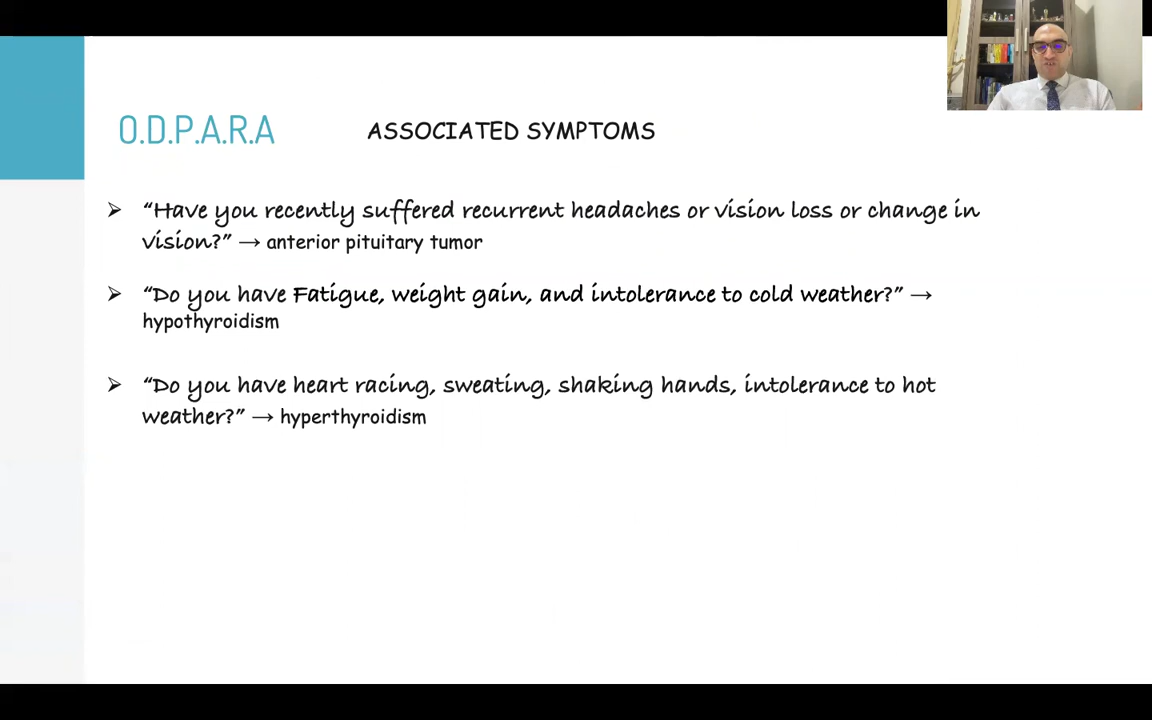 O.D.P.A.R.A
ASSOCIATED SYMPTOMS
➢ “Have you recently suffered recurrent headaches or vision loss or change in
vision?” → anterior pituitary tumor
➢ “Do you have Fatigue, weight gain, and intolerance to cold weather?” →
hypothyroidism
➢ “Do you have heart racing, sweating, shaking hands, intolerance to hot
weather?” → hyperthyroidism